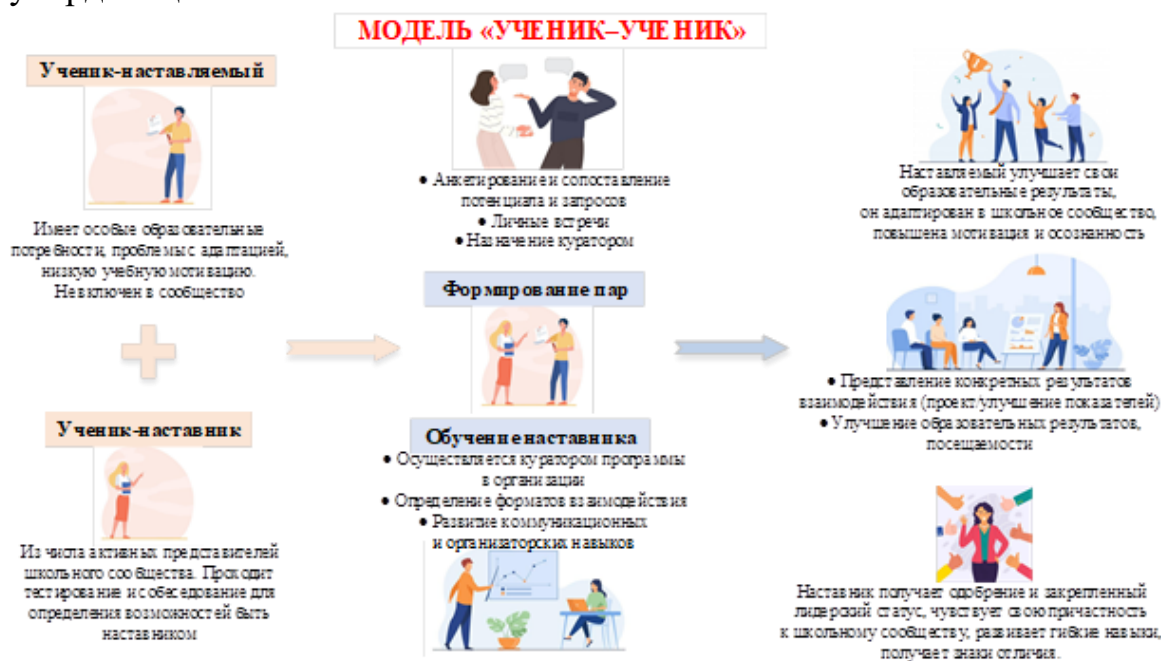 МОДЕЛЬ «УЧЕНИК–УЧЕНИК»
Ученик-наставляемый
Имеет особые образовательные
потребности, проблемы с адаптацией,
низкую учебную мотивацию.
Не включен в сообщество
Ученик-наставник
Из числа активных представителей
школьного сообщества. Проходит
тестирование и собеседование для
определения возможностей быть
наставником
● Анкетирование и сопоставление
потенциала и запросов
● Личные встречи
● Назначение куратором
Формирование пар
Обучение наставника
● Осуществляется куратором программы
в организации
● Определение форматов взаимодействия
● Развитие коммуникационных
и организаторских навыков
Наставляемый улучшает свои
образовательные результаты,
он адаптирован в школьное сообщество,
повышена мотивация и осознанность
● Представление конкретных результатов
взаимодействия (проект/улучшение показателей)
● Улучшение образовательных результатов,
посещаемости
Наставник получает одобрение и закрепленный
лидерский статус, чувствует свою причастность
к школьному сообществу, развивает гибкие навыки,
получает знаки отличия.